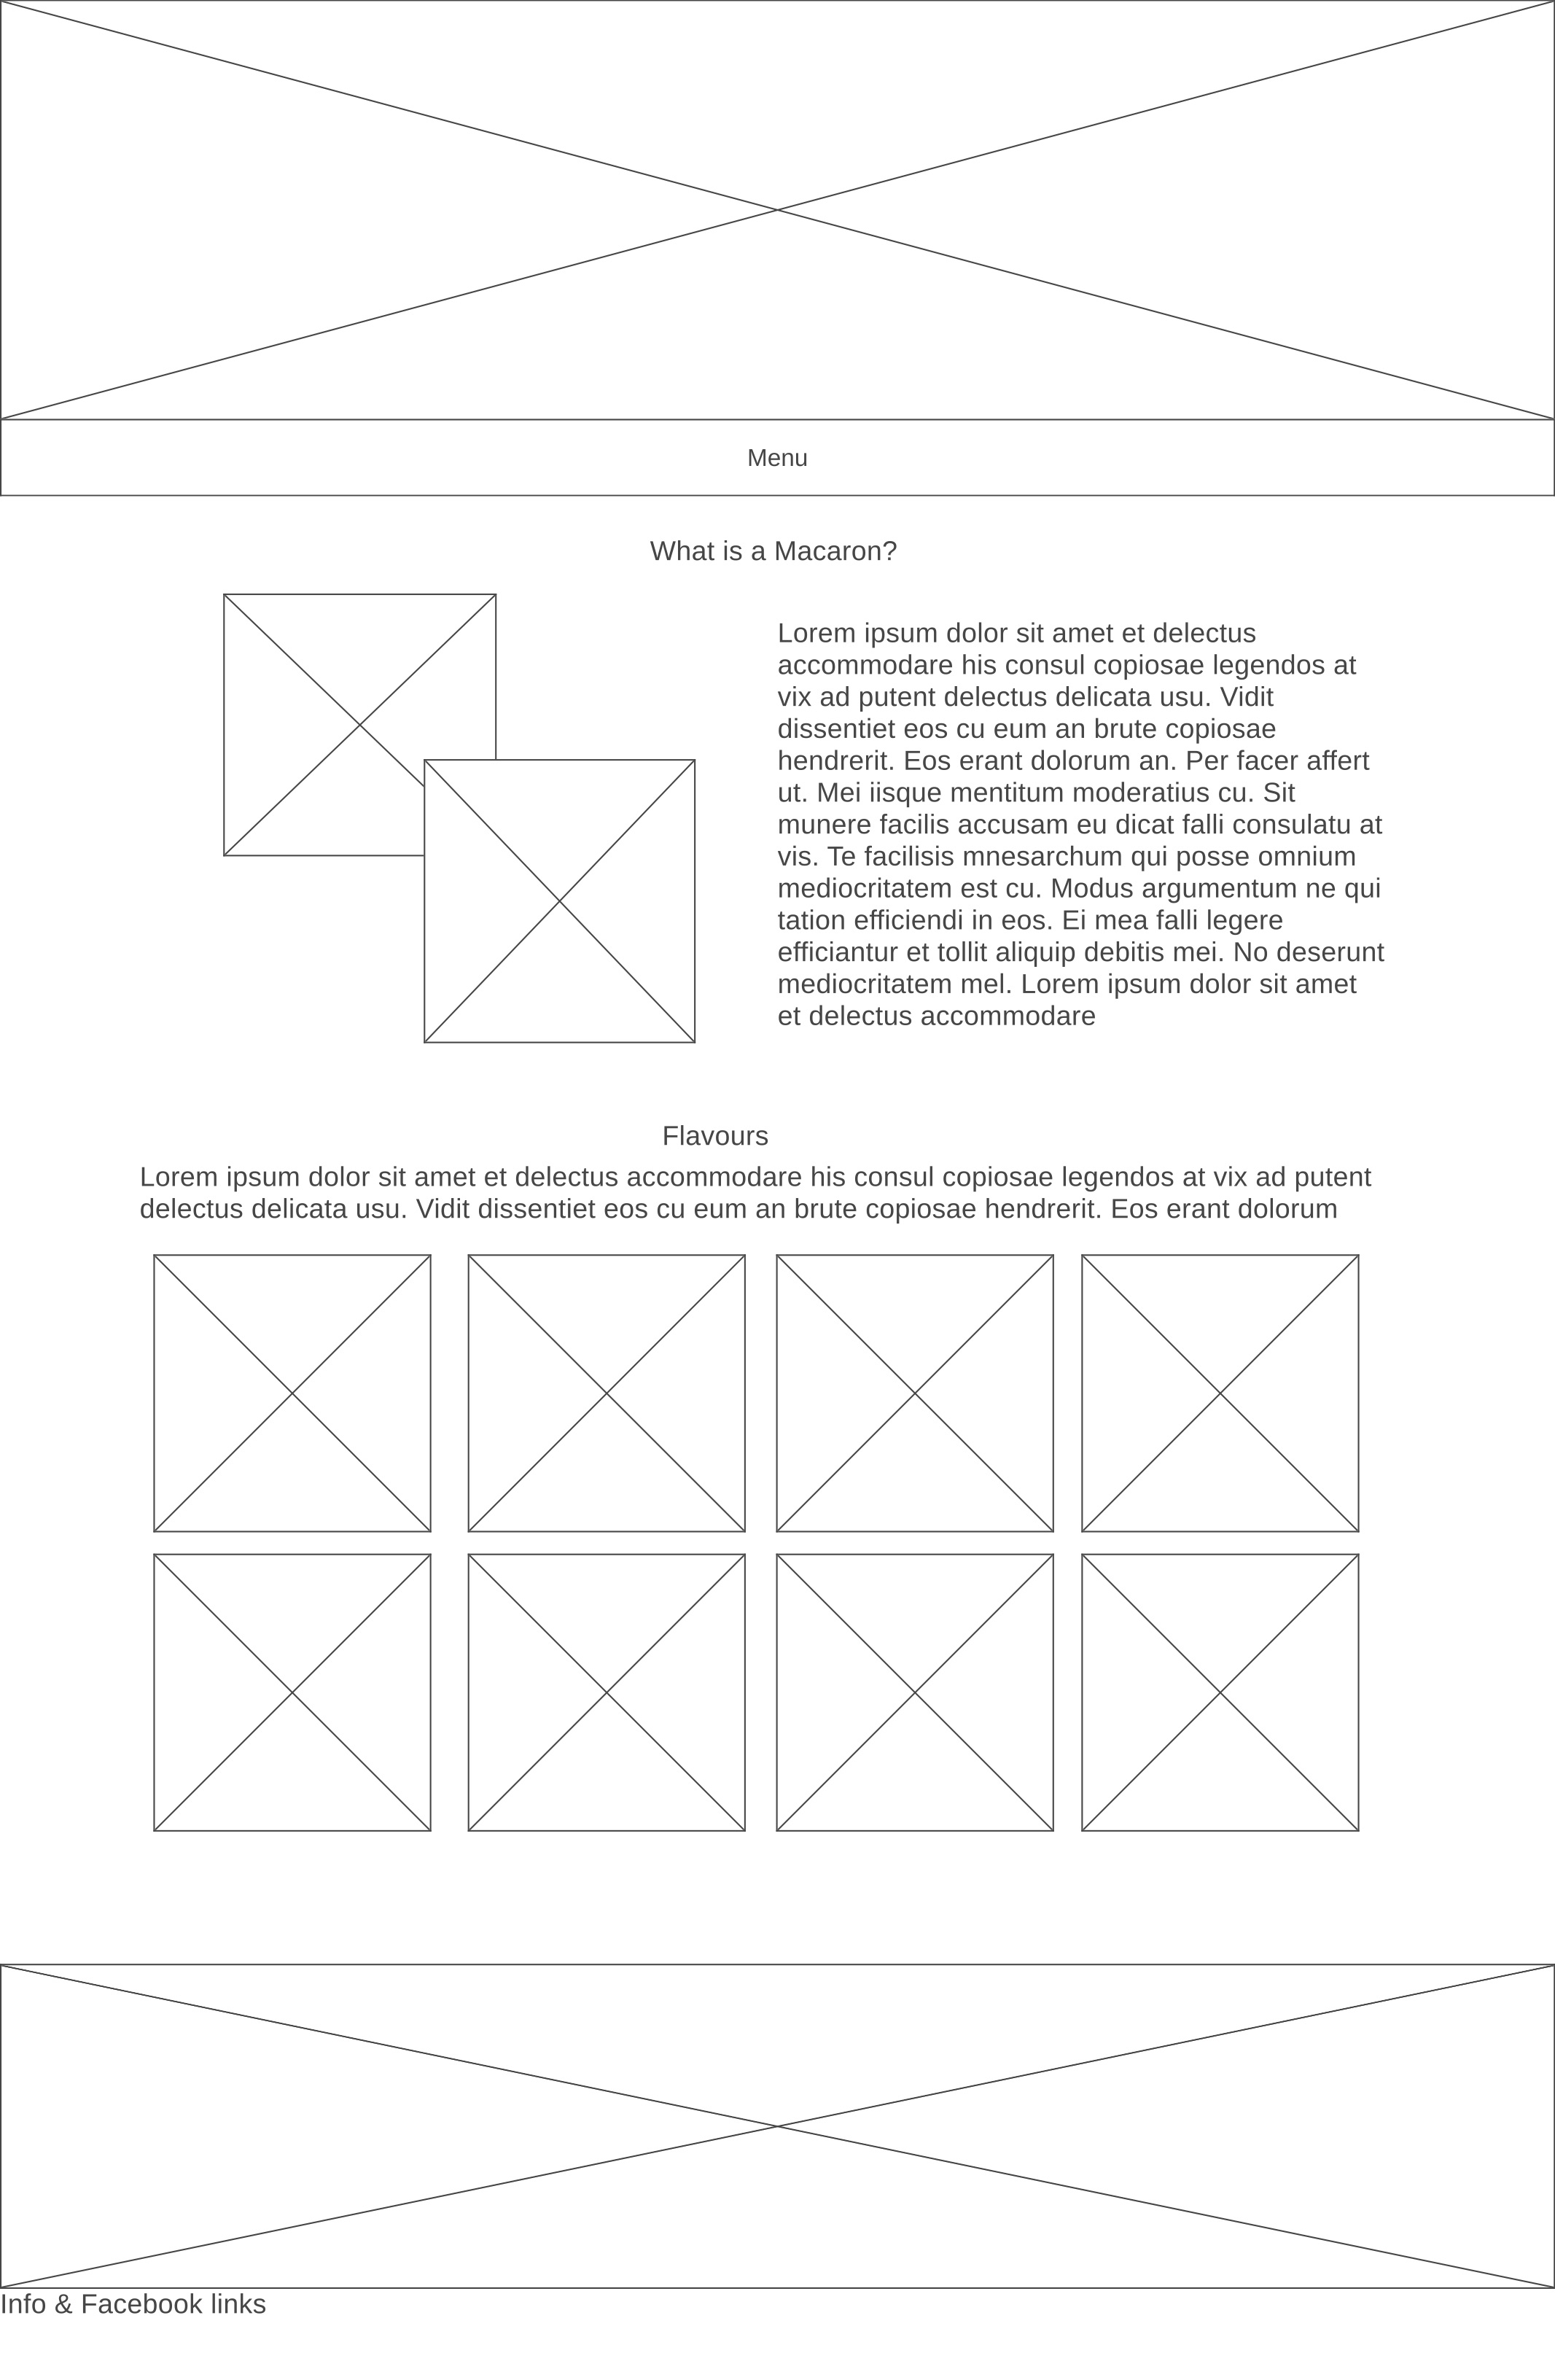 Menu
What is a Macaron?
Lorem ipsum dolor sit amet et delectus
accommodare his consul copiosae legendos at
vix ad putent delectus delicata usu. Vidit
dissentiet eos cu eum an brute copiosae
hendrerit. Eos erant dolorum an. Per facer affert
ut. Mei iisque mentitum moderatius cu. Sit
munere facilis accusam eu dicat falli consulatu at
vis. Te facilisis mnesarchum qui posse omnium
mediocritatem est cu. Modus argumentum ne qui
tation efficiendi in eos. Ei mea falli legere
efficiantur et tollit aliquip debitis mei. No deserunt
mediocritatem mel. Lorem ipsum dolor sit amet
et delectus accommodare
Flavours
Lorem ipsum dolor sit amet et delectus accommodare his consul copiosae legendos at vix ad putent
delectus delicata usu. Vidit dissentiet eos cu eum an brute copiosae hendrerit. Eos erant dolorum
Info & Facebook links